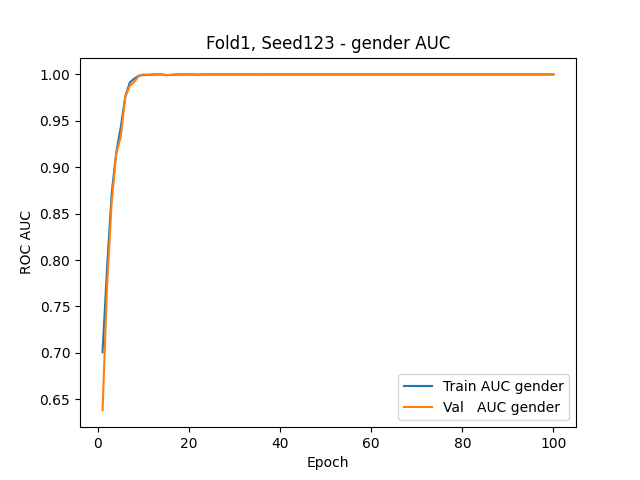 Fold1, Seed123 - gender AUC
1.00
0.95
0.90
0.85
0.80
0.75
0.70
0.65
ROC AUC
Train AUC gender
Val   AUC gender
0 20 40 60 80 100
Epoch